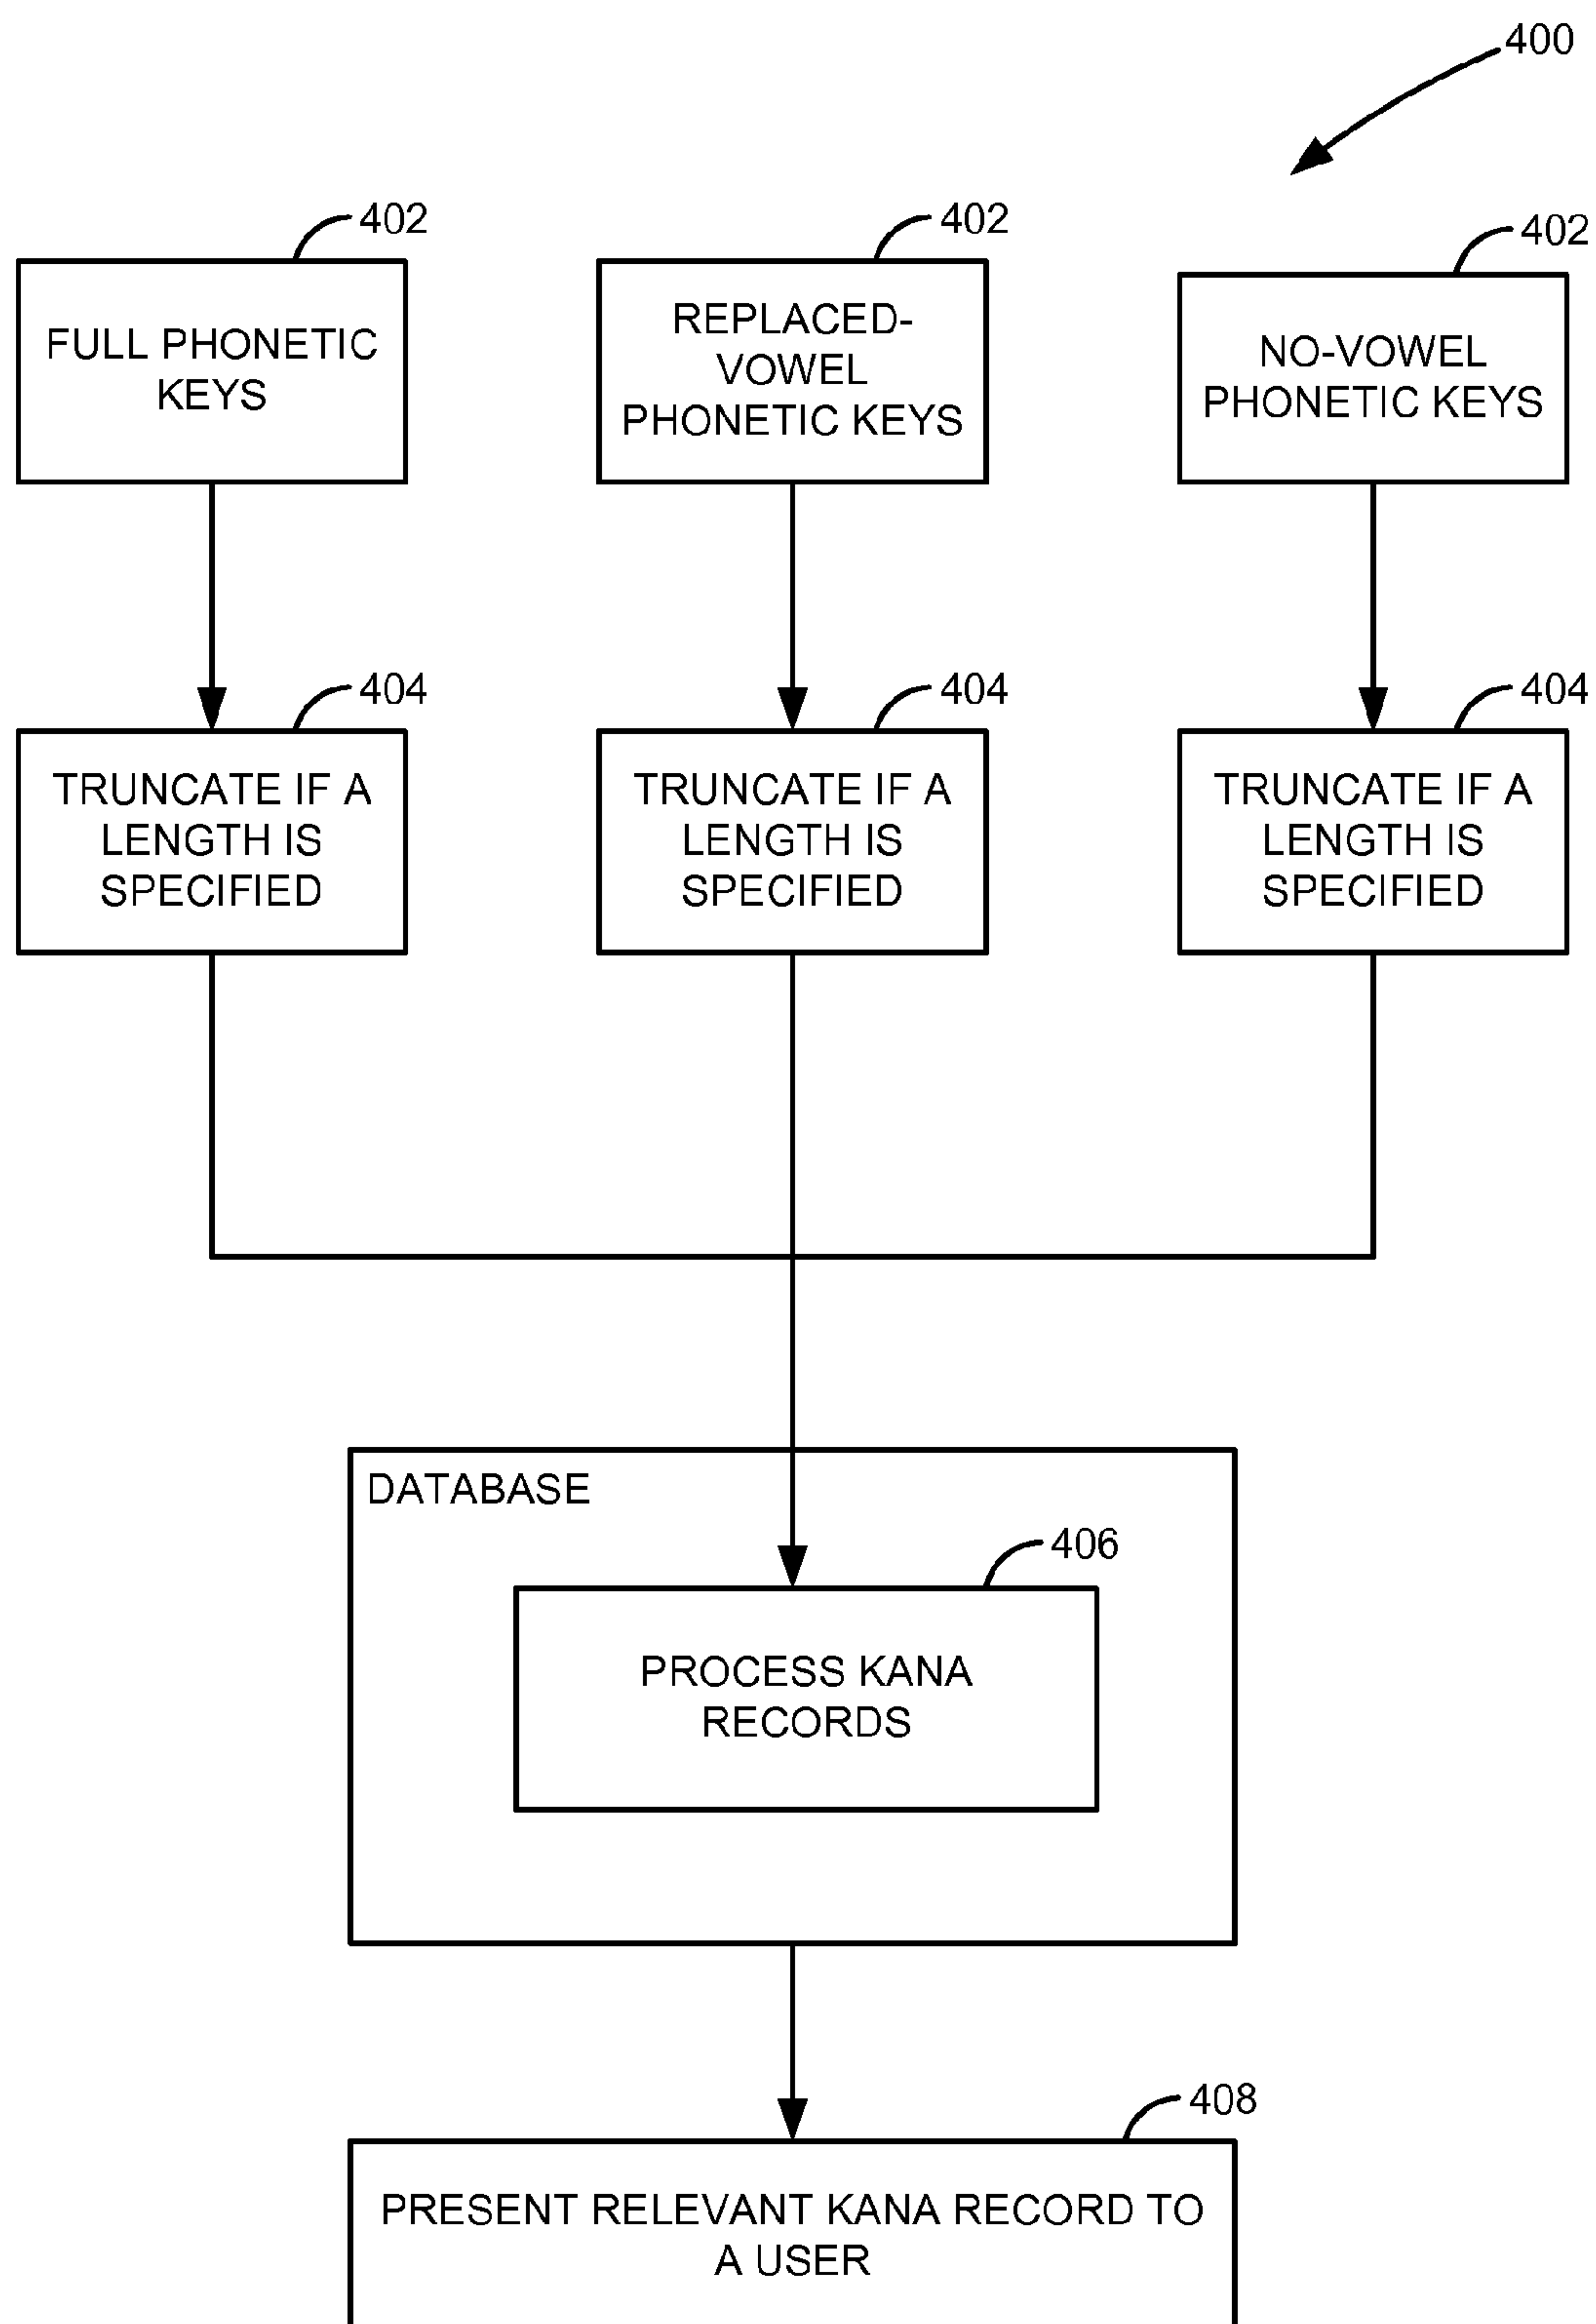 400
402
FULL PHONETIC
KEYS
402
REPLACED-
VOWEL
PHONETIC KEYS
402
NO-VOWEL
PHONETIC KEYS
404
TRUNCATE IF A
LENGTH IS
SPECIFIED
404
TRUNCATE IF A
LENGTH IS
SPECIFIED
404
TRUNCATE IF A
LENGTH IS
SPECIFIED
DATABASE
406
PROCESS KANA
RECORDS
408
PRESENT RELEVANT KANA RECORD TO
A USER